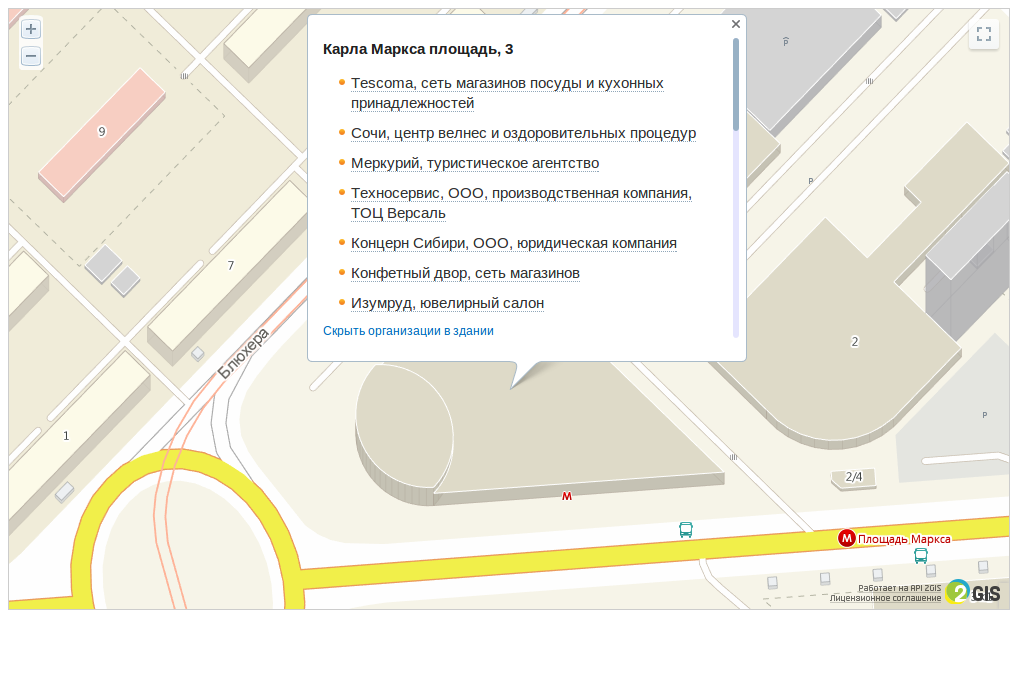 Карла Маркса площадь, 3
Tescoma, сеть магазинов посуды и кухонных
принадлежностей
Сочи, центр велнес и оздоровительных процедур
Меркурий, туристическое агентство
Техносервис, ООО, производственная компания,
ТОЦ Версаль
Концерн Сибири, ООО, юридическая компания
Конфетный двор, сеть магазинов
Изумруд, ювелирный салон
Скрыть организации в здании
9
7
Блюхера
1
2
2/4
P
P
P
М
М Площадь Маркса
Работает на API 2GIS
Лицензионное соглашение
2GIS